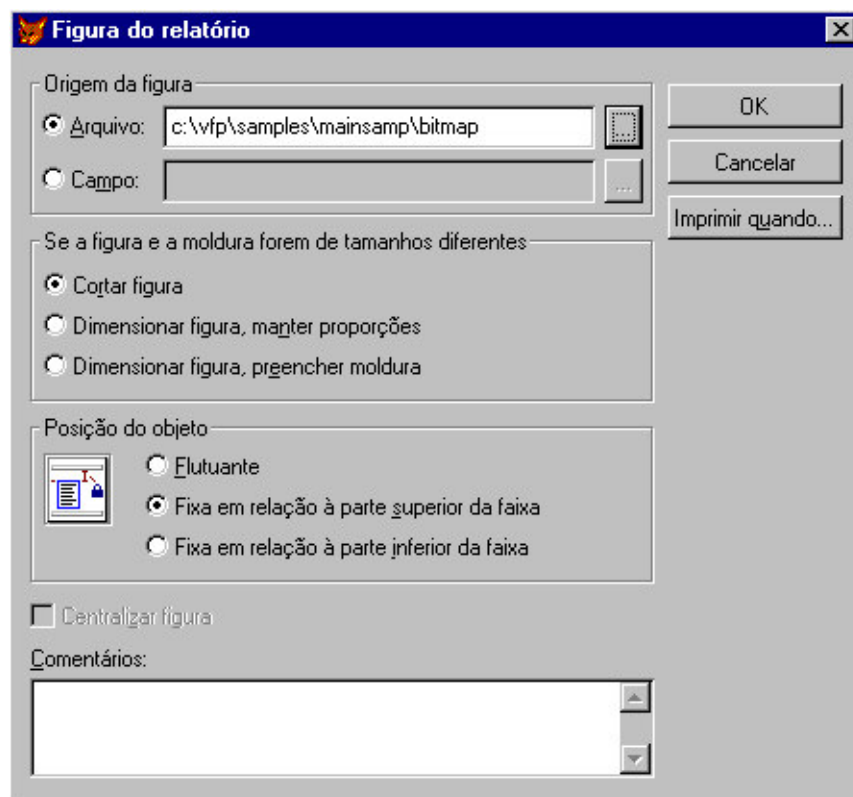 Figura do relatório
Origem da figura
Arquivo: c:\vfp\samples\mainsamp\bitmap ...
Campo: ...
OK
Cancelar
Imprimir quando...
Se a figura e a moldura forem de tamanhos diferentes
Cortar figura
Dimensionar figura, manter proporções
Dimensionar figura, preencher moldura
Posição do objeto
Flutuante
Fixa em relação à parte superior da faixa
Fixa em relação à parte inferior da faixa
Centralizar figura
Comentários: